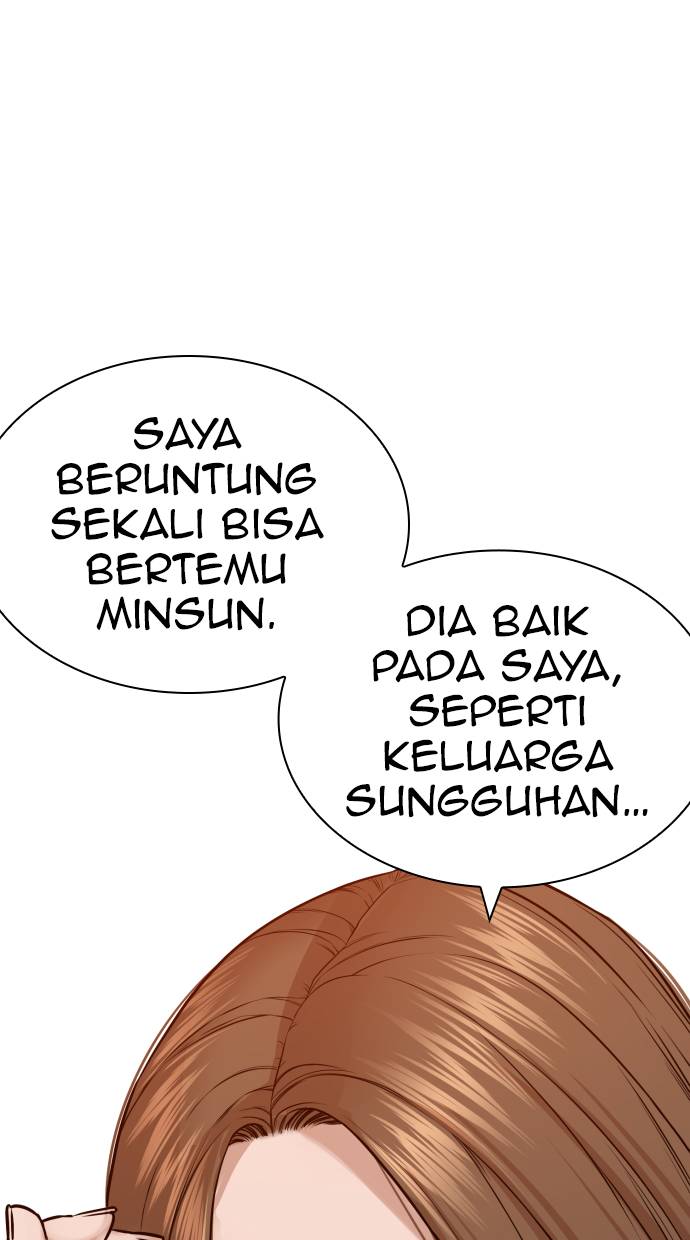 SAYA
BERUNTUNG
SEKALI BISA
BERTEMU
MINSUN.
DIA BAIK
PADA SAYA,
SEPERTI
KELUARGA
SUNGGUHAN...